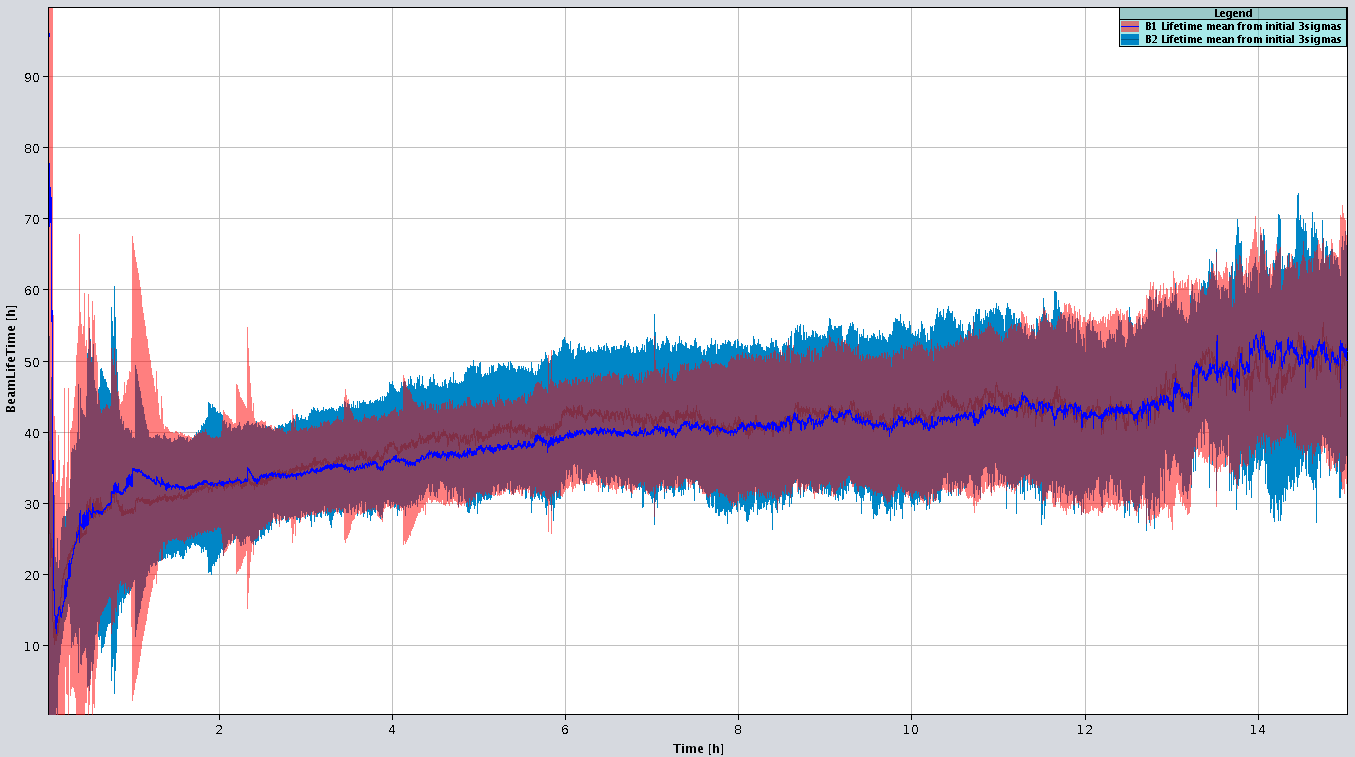 Legend
B1 Lifetime mean from initial 3sigmas
B2 Lifetime mean from initial 3sigmas
90
80
70
60
50
40
30
20
10
BeamLifeTime [h]
2 4 6 8 10 12 14
Time [h]